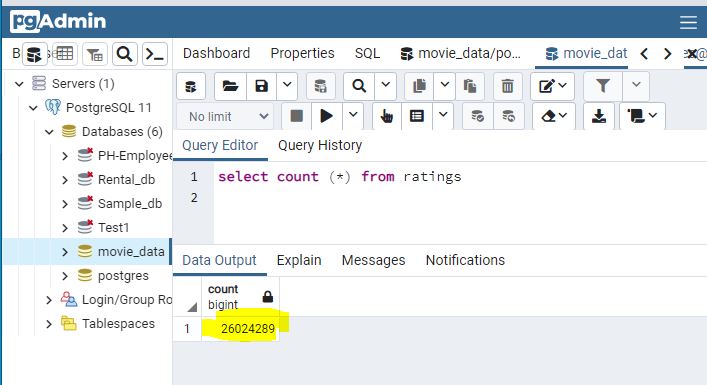 pgAdmin
Dashboard Properties SQL movie_data/po... movie_dat
Servers (1)
PostgreSQL 11
Databases (6)
PH-Employee
Rental_db
Sample_db
Test1
movie_data
postgres
Login/Group Ro
Tablespaces
No limit
Query Editor Query History
1 select count (*) from ratings
2
Data Output Explain Messages Notifications
count
bigint
1 26024289